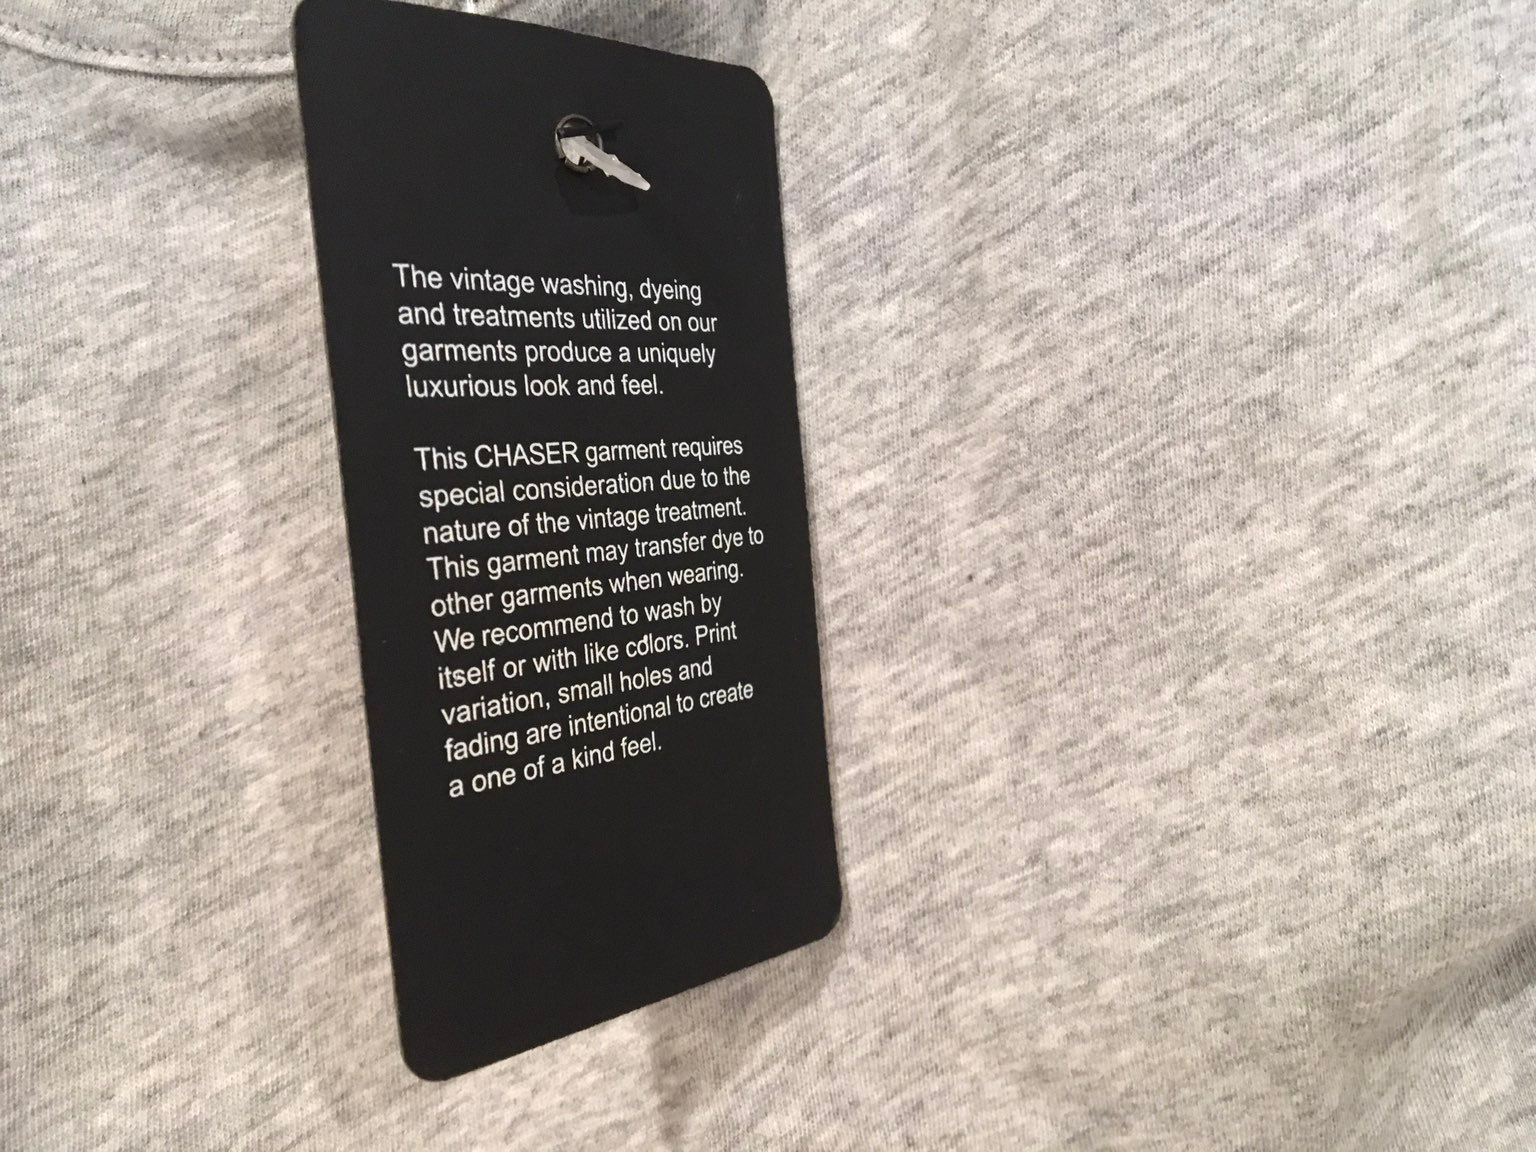 The vintage washing, dyeing
and treatments utilized on our
garments produce a uniquely
luxurious look and feel.
This CHASER garment requires
special consideration due to the
nature of the vintage treatment.
This garment may transfer dye to
other garments when wearing.
We recommend to wash by
itself or with like colors. Print
variation, small holes and
fading are intentional to create
a one of a kind feel.